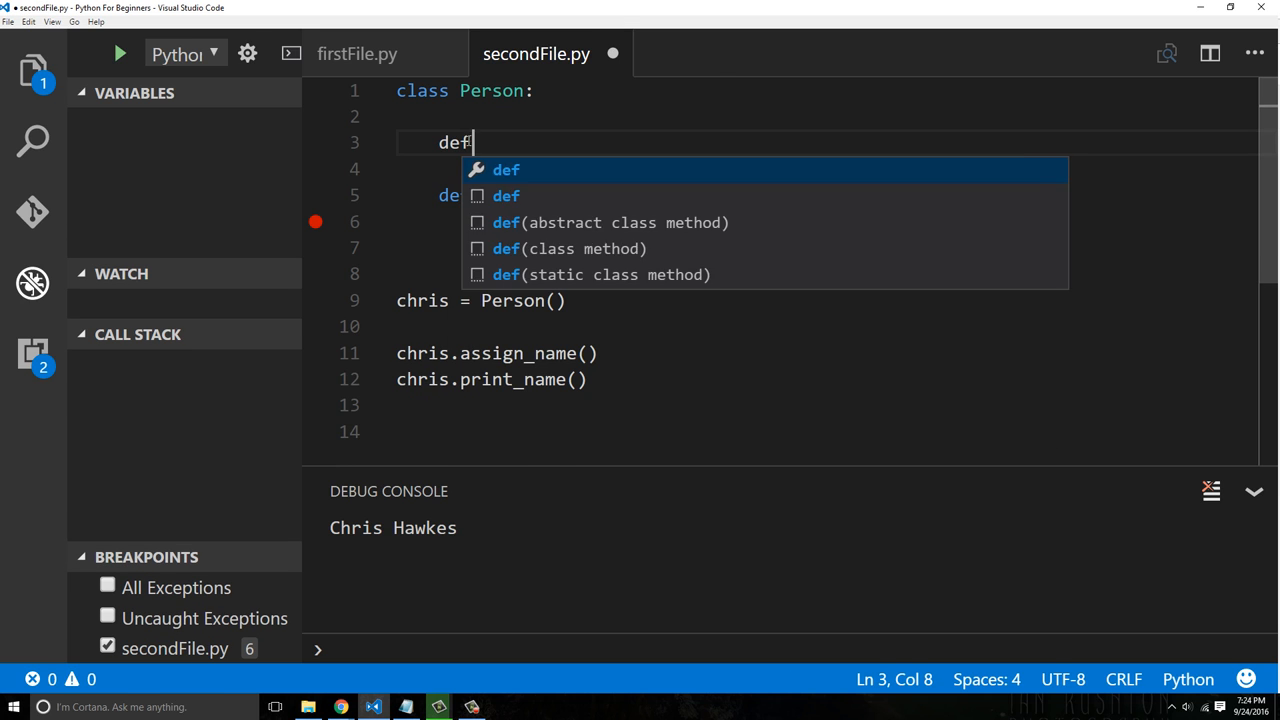 ● secondFile.py - Python For Beginners - Visual Studio Code
File Edit View Go Help
Pythor
firstFile.py
secondFile.py
1
VARIABLES
WATCH
CALL STACK
2
BREAKPOINTS
All Exceptions
Uncaught Exceptions
secondFile.py 6
1 class Person:
2
3 def
4
5 de
6
7
8
def
def
def(abstract class method)
def(class method)
def(static class method)
9 chris = Person()
10
11 chris.assign_name()
12 chris.print_name()
13
14
DEBUG CONSOLE
Chris Hawkes
0 0
Ln 3, Col 8 Spaces: 4 UTF-8 CRLF Python
I'm Cortana. Ask me anything.
7:24 PM
9/24/2016